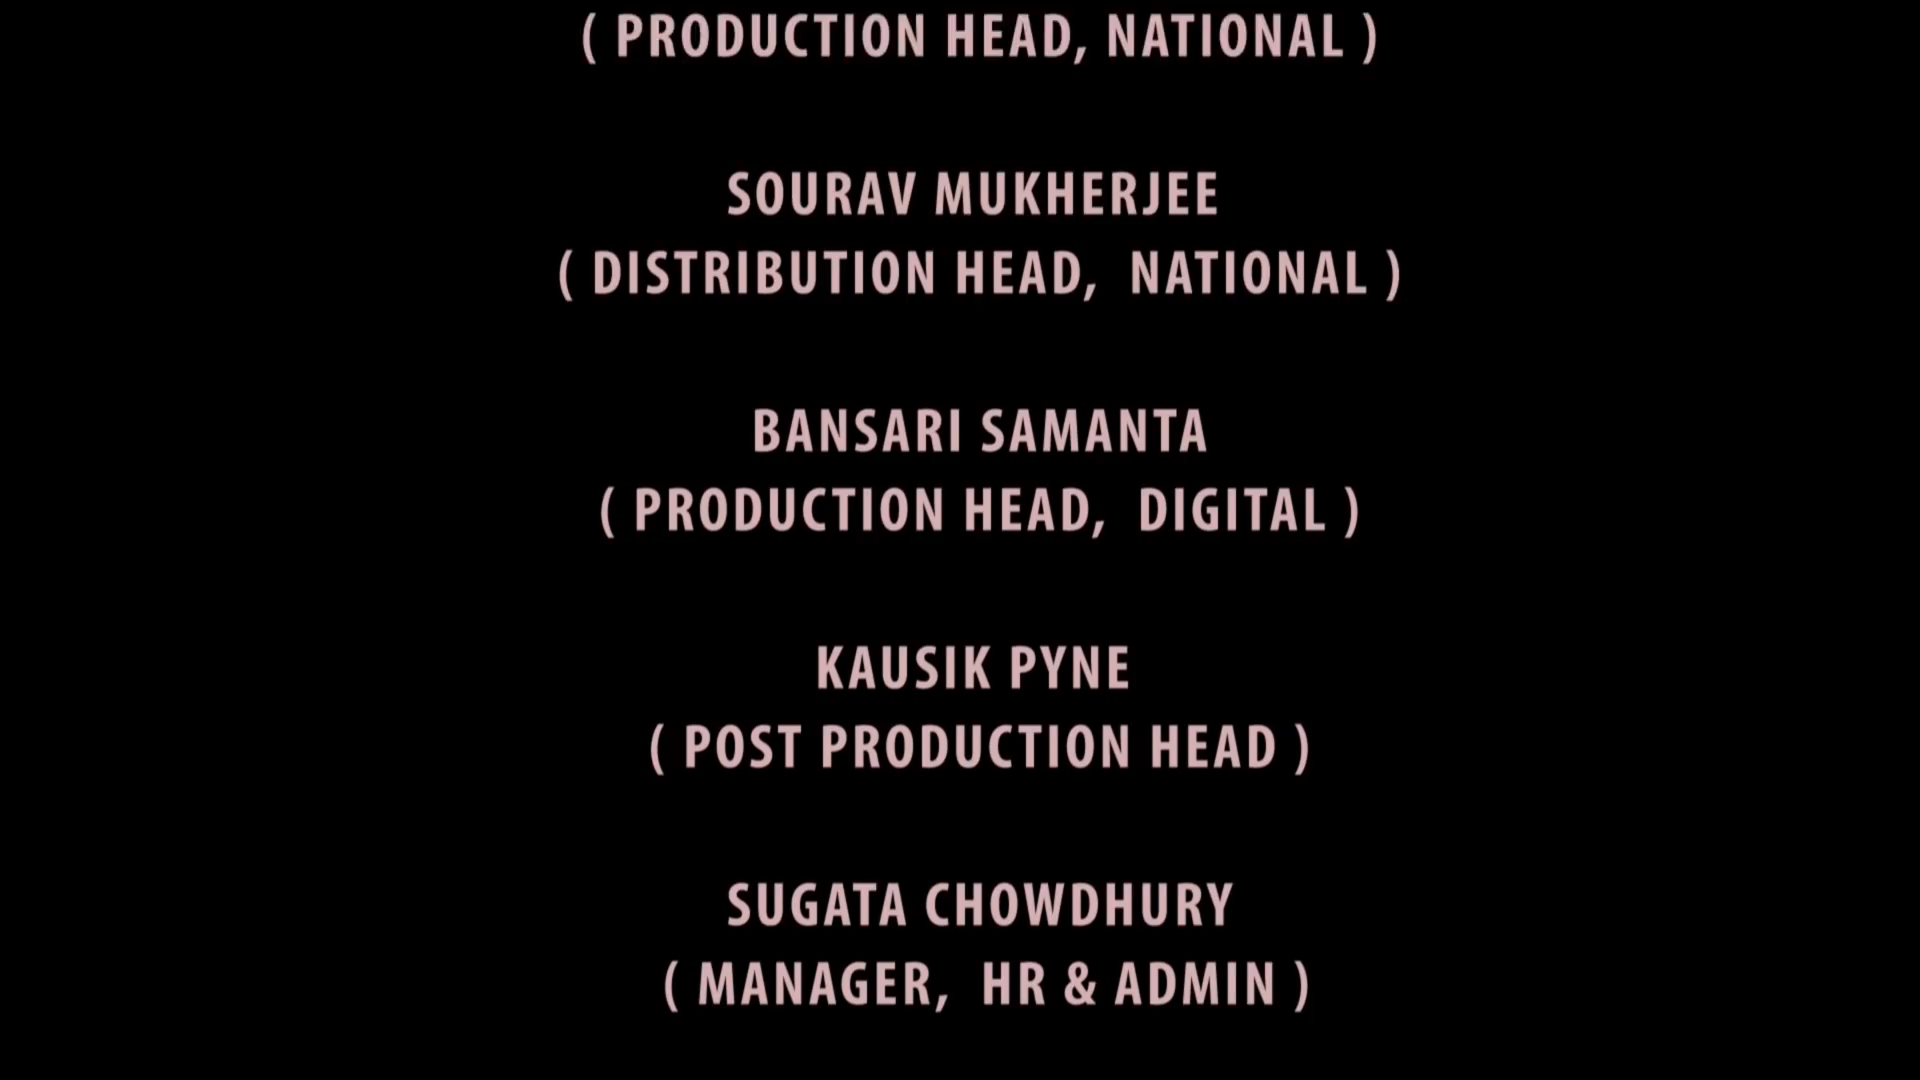 ( PRODUCTION HEAD, NATIONAL )
SOURAV MUKHERJEE
( DISTRIBUTION HEAD, NATIONAL )
BANSARI SAMANTA
( PRODUCTION HEAD, DIGITAL )
KAUSIK PYNE
( POST PRODUCTION HEAD )
SUGATA CHOWDHURY
( MANAGER, HR & ADMIN )